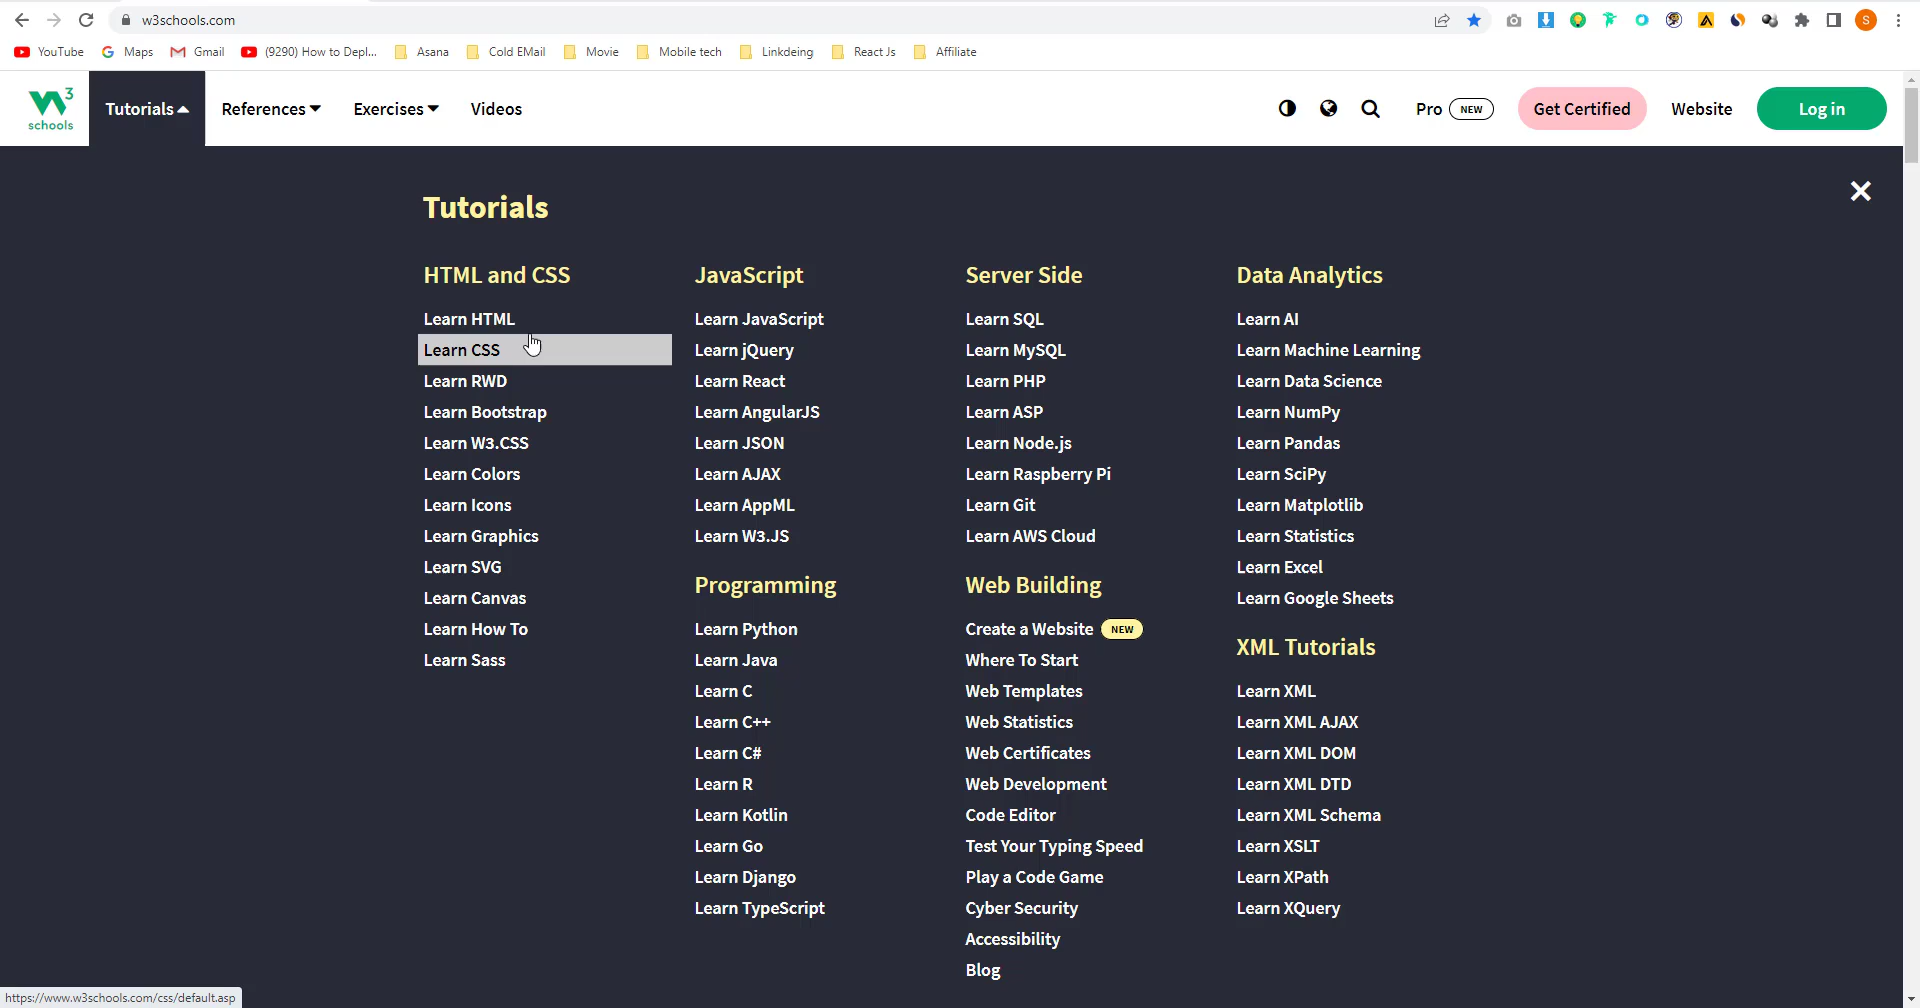 w3schools.com
S
YouTube
Maps
Gmail
(9290) How to Depl...
Asana
Cold EMail
Movie
Mobile tech
Linkdeing
React Js
Affiliate
3
schools
Tutorials
References
Exercises
Videos
Pro NEW
Get Certified
Website
Log in
Tutorials
HTML and CSS
Learn HTML
Learn CSS
Learn RWD
Learn Bootstrap
Learn W3.CSS
Learn Colors
Learn Icons
Learn Graphics
Learn SVG
Learn Canvas
Learn How To
Learn Sass
JavaScript
Learn JavaScript
Learn jQuery
Learn React
Learn AngularJS
Learn JSON
Learn AJAX
Learn AppML
Learn W3.JS
Programming
Learn Python
Learn Java
Learn C
Learn C++
Learn C#
Learn R
Learn Kotlin
Learn Go
Learn Django
Learn TypeScript
Server Side
Learn SQL
Learn MySQL
Learn PHP
Learn ASP
Learn Node.js
Learn Raspberry Pi
Learn Git
Learn AWS Cloud
Web Building
Create a Website NEW
Where To Start
Web Templates
Web Statistics
Web Certificates
Web Development
Code Editor
Test Your Typing Speed
Play a Code Game
Cyber Security
Accessibility
Blog
Data Analytics
Learn AI
Learn Machine Learning
Learn Data Science
Learn NumPy
Learn Pandas
Learn SciPy
Learn Matplotlib
Learn Statistics
Learn Excel
Learn Google Sheets
XML Tutorials
Learn XML
Learn XML AJAX
Learn XML DOM
Learn XML DTD
Learn XML Schema
Learn XSLT
Learn XPath
Learn XQuery
https://www.w3schools.com/css/default.asp